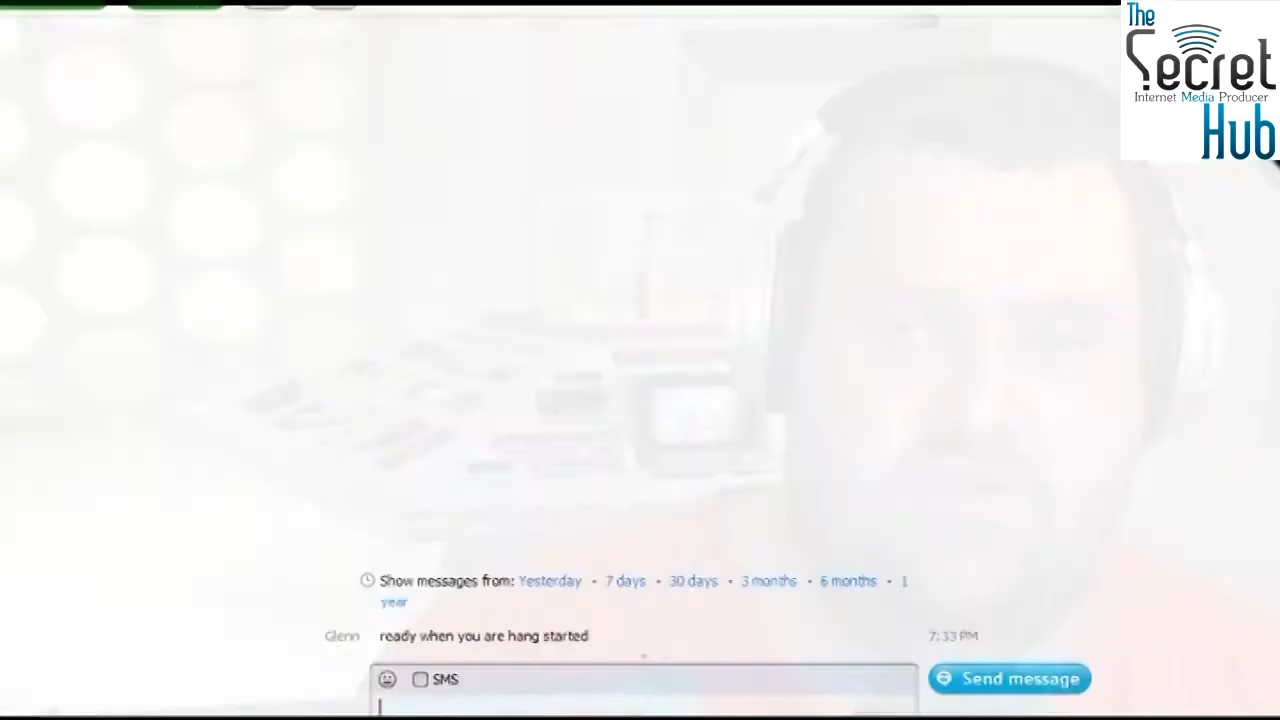 The
Secret
Internet Media Producer
Hub
Show messages from: Yesterday • 7 days • 30 days • 3 months • 6 months • 1
year
Glenn ready when you are hang started 7:33 PM
SMS Send message